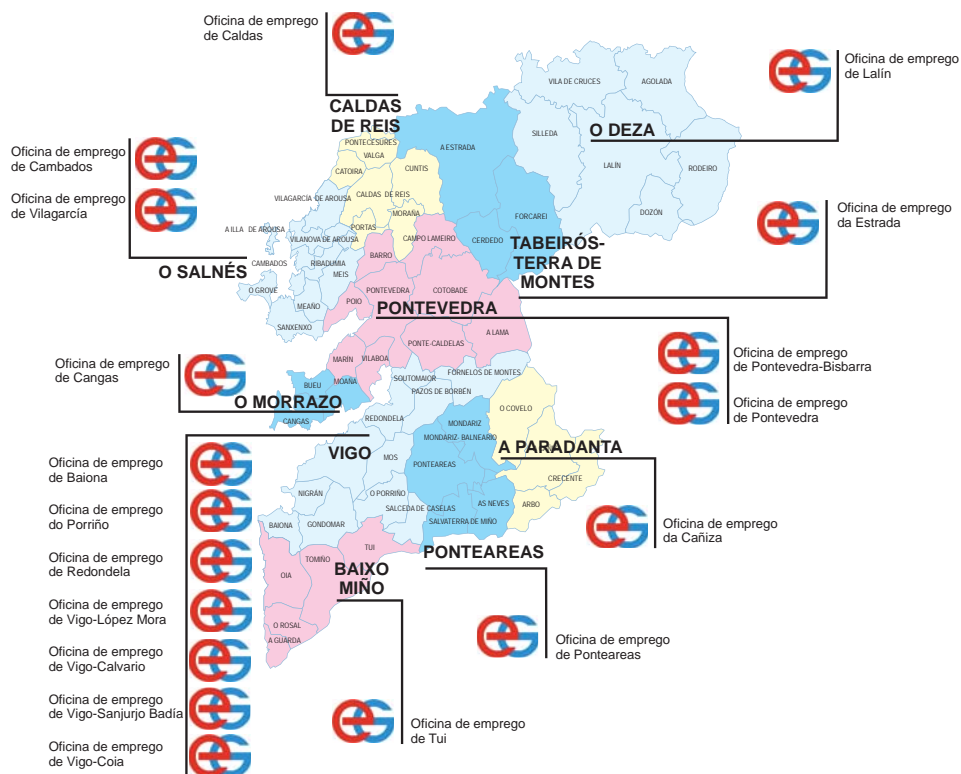 Oficina de emprego
de Caldas
Oficina de emprego
de Lalín
CALDAS
DE REIS
O DEZA
Oficina de emprego
de Cambados
Oficina de emprego
de Vilagarcía
O SALNÉS
Oficina de emprego
da Estrada
TABEIRÓS-
TERRA DE
MONTES
PONTEVEDRA
Oficina de emprego
de Pontevedra-Bisbarra
Oficina de emprego
de Pontevedra
Oficina de emprego
de Cangas
O MORRAZO
VIGO
A PARADANTA
Oficina de emprego
da Cañiza
PONTEAREAS
Oficina de emprego
de Ponteareas
BAIXO
MIÑO
Oficina de emprego
de Tui
Oficina de emprego
de Baiona
Oficina de emprego
do Porriño
Oficina de emprego
de Redondela
Oficina de emprego
de Vigo-López Mora
Oficina de emprego
de Vigo-Calvario
Oficina de emprego
de Vigo-Sanjurjo Badía
Oficina de emprego
de Vigo-Coia
VILA DE CRUCES
AGOLADA
SILLEDA
LALÍN
RODEIRO
DOZÓN
A ESTRADA
FORCAREI
CERDEDO
PONTECESURES
VALGA
CATOIRA
CUNTIS
CALDAS DE REIS
MORAÑA
PORTAS
VILAGARCÍA DE AROUSA
A ILLA DE AROUSA
VILANOVA DE AROUSA
CAMBADOS
RIBADUMIA
MEIS
O GROVE
MEAÑO
SANXENXO
CAMPO LAMEIRO
BARRO
PONTEVEDRA
COTOBADE
POIO
A LAMA
PONTE-CALDELAS
MARÍN
VILABOA
BUEU
MOAÑA
CANGAS
SOUTOMAIOR
FORNELOS DE MONTES
PAZOS DE BORBÉN
REDONDELA
MOS
NIGRÁN
O PORRIÑO
BAIONA
GONDOMAR
SALCEDA DE CASELAS
MONDARIZ
MONDARIZ- BALNEARIO
PONTEAREAS
AS NEVES
SALVATERRA DE MIÑO
O COVELO
CRECENTE
ARBO
TUI
TOMIÑO
OIA
O ROSAL
A GUARDA